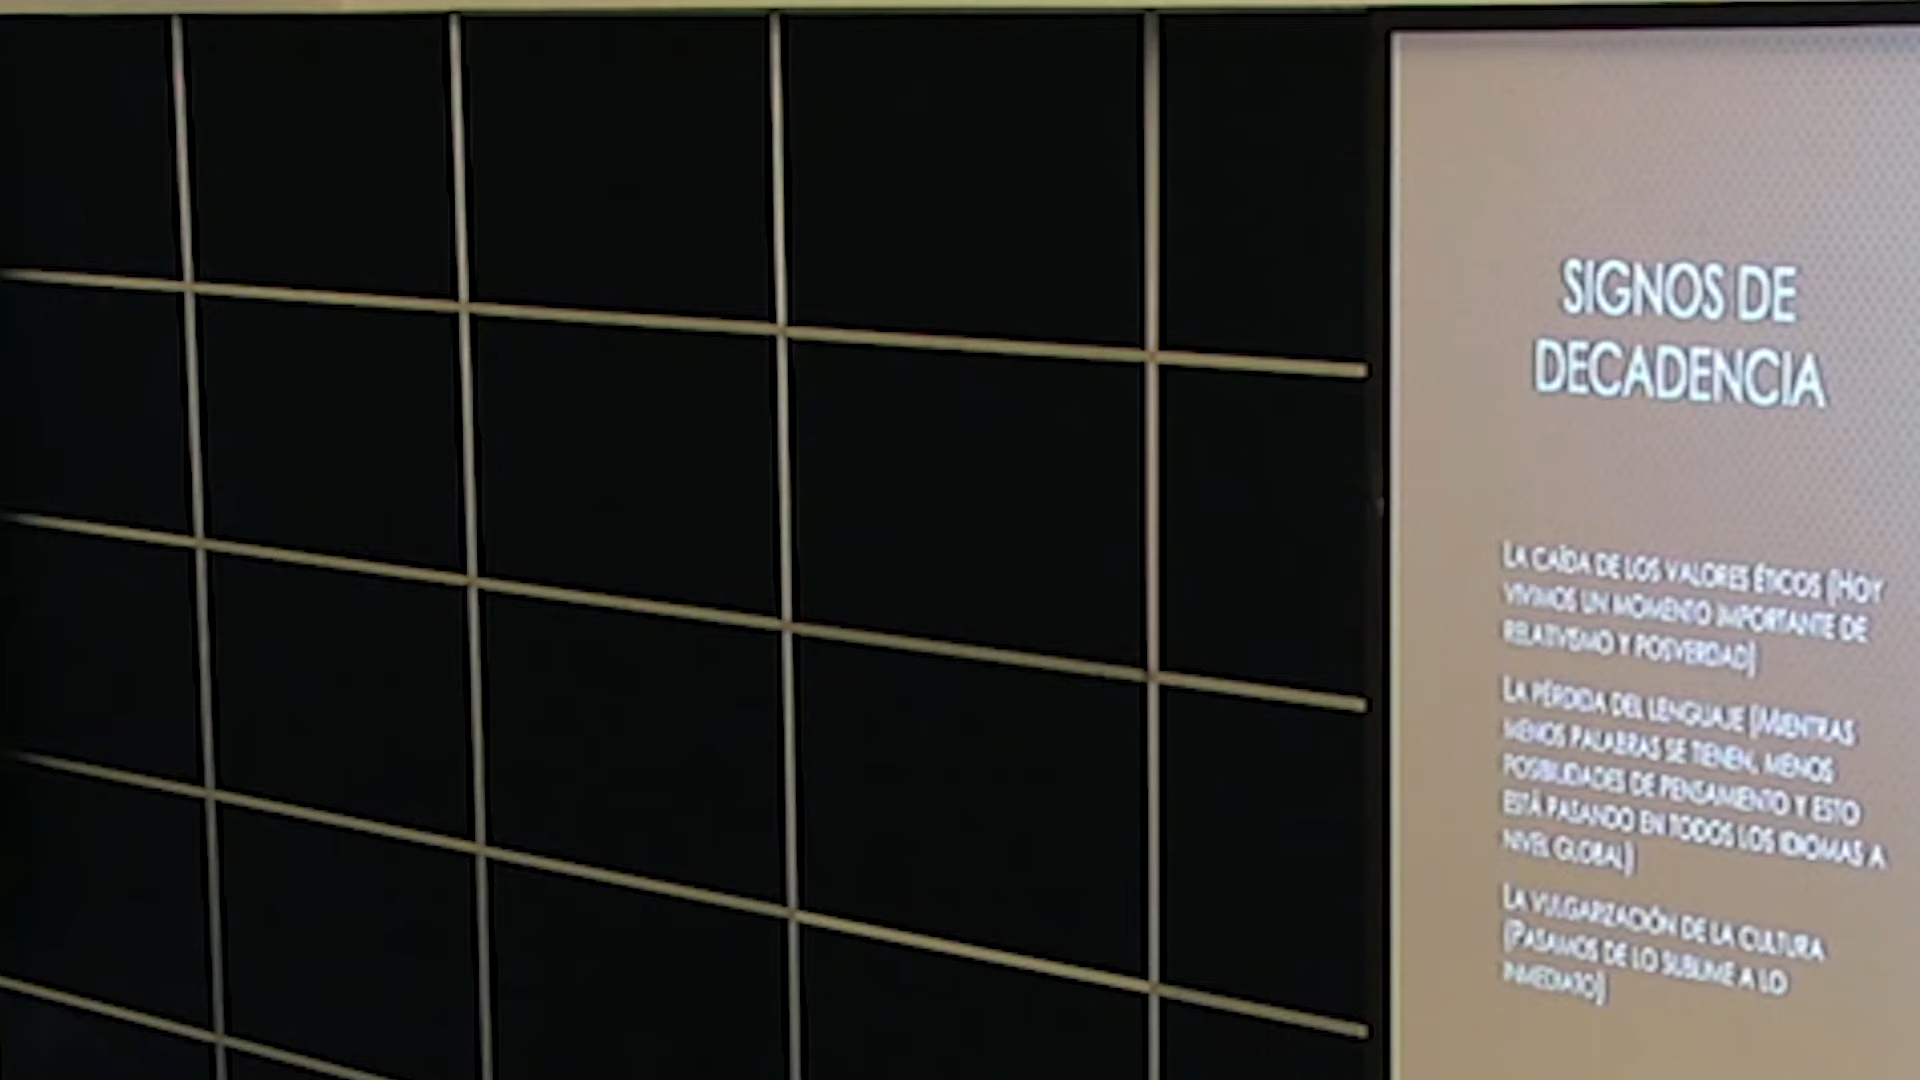 SIGNOS DE
DECADENCIA
LA CAÍDA DE LOS VALORES ÉTICOS (HOY
VIVIMOS UN MOMENTO IMPORTANTE DE
RELATIVISMO Y POSVERDAD)
LA PÉRDIDA DEL LENGUAJE (MIENTRAS
MENOS PALABRAS SE TIENEN, MENOS
POSIBILIDADES DE PENSAMIENTO Y ESTO
ESTÁ PASANDO EN TODOS LOS IDIOMAS A
NIVEL GLOBAL)
LA VULGARIZACIÓN DE LA CULTURA
(PASAMOS DE LO SUBLIME A LO
INMEDIATO)